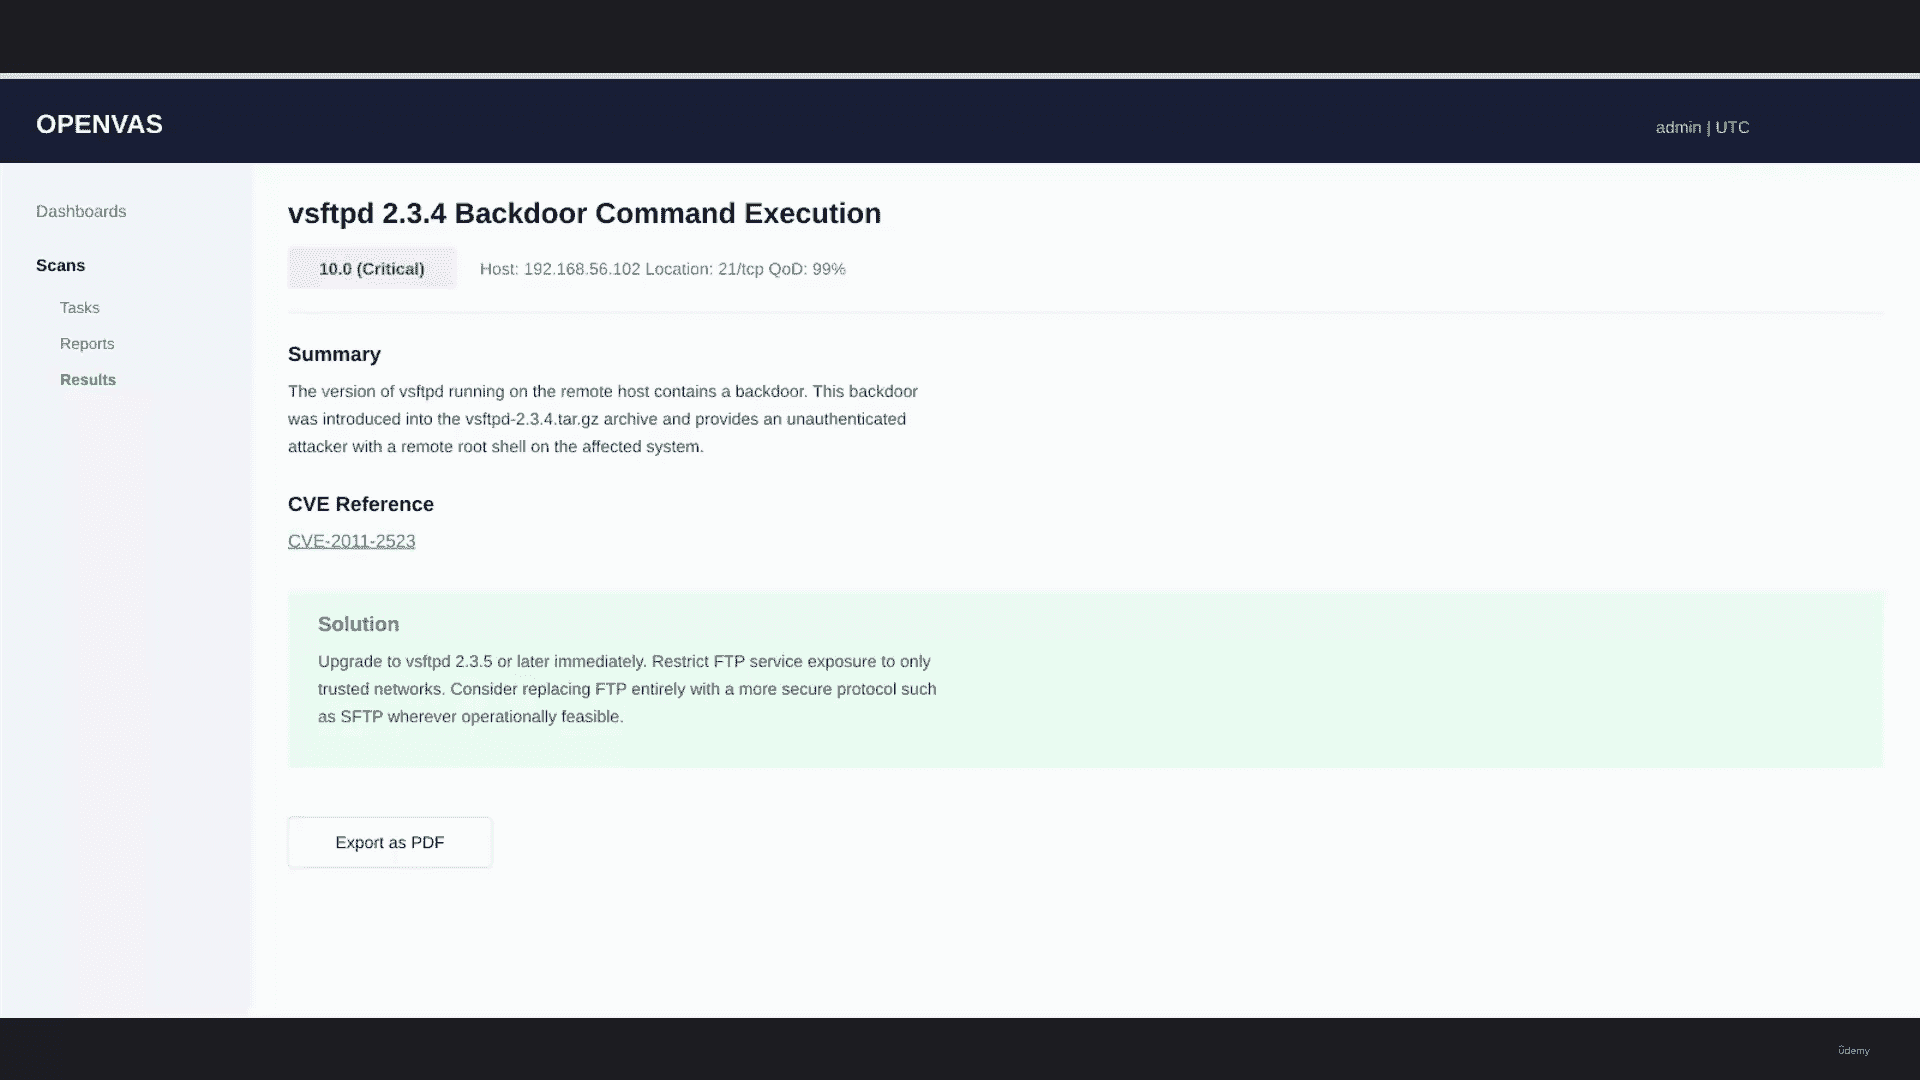 OPENVAS
admin | UTC
Dashboards
Scans
Tasks
Reports
Results
vsftpd 2.3.4 Backdoor Command Execution
10.0 (Critical)
Host: 192.168.56.102 Location: 21/tcp QoD: 99%
Summary
The version of vsftpd running on the remote host contains a backdoor. This backdoor
was introduced into the vsftpd-2.3.4.tar.gz archive and provides an unauthenticated
attacker with a remote root shell on the affected system.
CVE Reference
CVE-2011-2523
Solution
Upgrade to vsftpd 2.3.5 or later immediately. Restrict FTP service exposure to only
trusted networks. Consider replacing FTP entirely with a more secure protocol such
as SFTP wherever operationally feasible.
Export as PDF
ûdemy